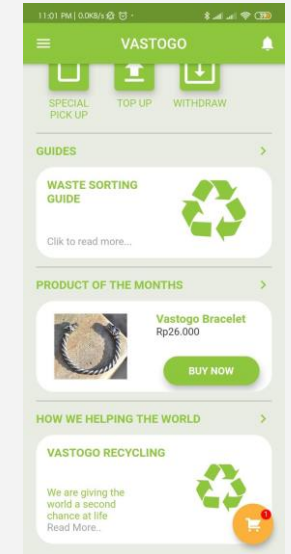 11:01 PM | 0.0KB/s
VASTOGO
SPECIAL
PICK UP
TOP UP
WITHDRAW
GUIDES
WASTE SORTING
GUIDE
Clik to read more...
PRODUCT OF THE MONTHS
Vastogo Bracelet
Rp26.000
BUY NOW
HOW WE HELPING THE WORLD
VASTOGO RECYCLING
We are giving the
world a second
chance at life
Read More..
1